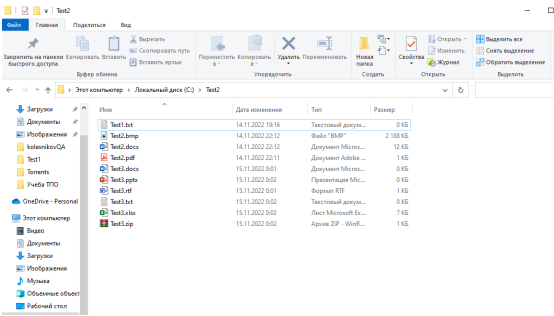 Test2
Файл Главная Поделиться Вид
Закрепить на панели быстрого доступа
Копировать
Вставить
Вырезать
Скопировать путь
Вставить ярлык
Буфер обмена
Переместить в
Копировать в
Удалить
Переименовать
Упорядочить
Новая папка
Создать
Свойства
Открыть
Изменить
Журнал
Открыть
Выделить все
Снять выделение
Обратить выделение
Выделить
Этот компьютер > Локальный диск (C:) > Test2
Загрузки
Документы
Изображения
kolesnikovQA
Test1
Torrents
Учеба ТПО
OneDrive - Personal
Этот компьютер
Видео
Документы
Загрузки
Изображения
Музыка
Объемные объект
Рабочий стол
Имя Дата изменения Тип Размер
Test1.txt 14.11.2022 19:16 Текстовый докум... 0 КБ
Test2.bmp 14.11.2022 22:12 Файл "BMP" 2 188 КБ
Test2.docx 14.11.2022 22:12 Документ Micros... 12 КБ
Test2.pdf 14.11.2022 22:11 Документ Adobe ... 1 КБ
Test3.docx 15.11.2022 0:01 Документ Micros... 0 КБ
Test3.pptx 15.11.2022 0:02 Презентация Mic... 0 КБ
Test3.rtf 15.11.2022 0:01 Формат RTF 1 КБ
Test3.txt 15.11.2022 0:02 Текстовый докум... 0 КБ
Test3.xlsx 15.11.2022 0:02 Лист Microsoft Ex... 7 КБ
Test3.zip 15.11.2022 0:02 Архив ZIP - WinR... 1 КБ